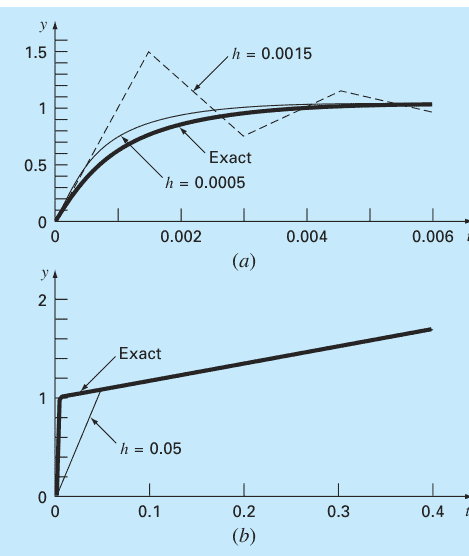 y
1.5
h = 0.0015
1
Exact
0.5
h = 0.0005
0
0 0.002 0.004 0.006 t
(a)
y
2
Exact
1
h = 0.05
0
0 0.1 0.2 0.3 0.4 t
(b)